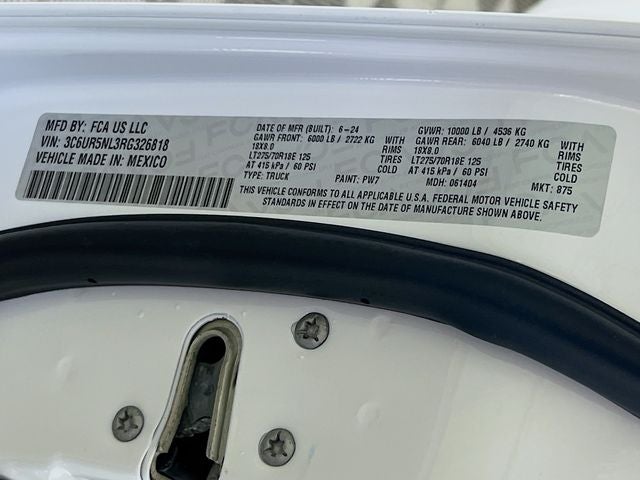 MFD BY: FCA US LLC
VIN: 3C6UR5NL3RG326818
VEHICLE MADE IN: MEXICO
DATE OF MFR (BUILT): 6-24
GAWR FRONT: 6000 LB / 2722 KG WITH
18X8.0 RIMS
LT275/70R18E 125 TIRES
AT 415 kPa / 60 PSI COLD
TYPE: TRUCK PAINT: PW7
GVWR: 10000 LB / 4536 KG
GAWR REAR: 6040 LB / 2740 KG WITH
18X8.0 RIMS
LT275/70R18E 125 TIRES
AT 415 kPa / 60 PSI COLD
MDH: 061404 MKT: 875
THIS VEHICLE CONFORMS TO ALL APPLICABLE U.S.A. FEDERAL MOTOR VEHICLE SAFETY
STANDARDS IN EFFECT ON THE DATE OF MANUFACTURE SHOWN ABOVE.